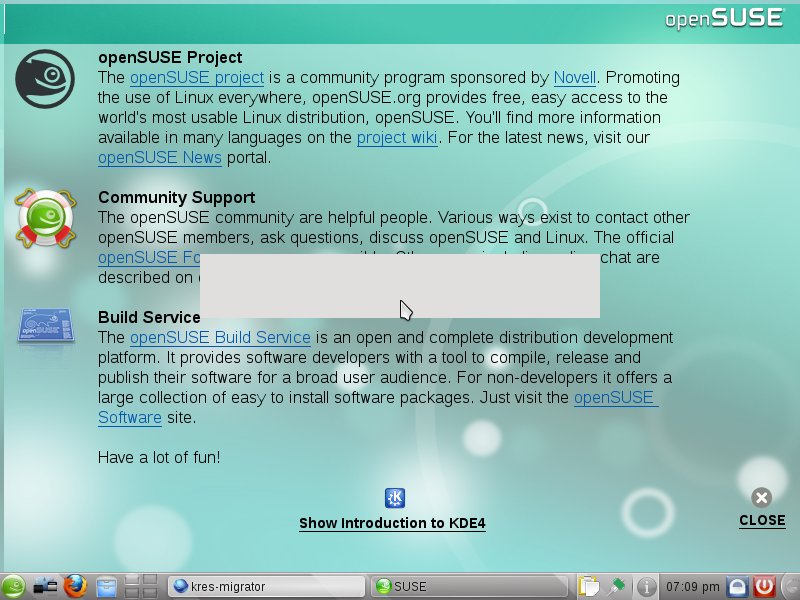 openSUSE
openSUSE Project
The openSUSE project is a community program sponsored by Novell. Promoting
the use of Linux everywhere, openSUSE.org provides free, easy access to the
world's most usable Linux distribution, openSUSE. You'll find more information
available in many languages on the project wiki. For the latest news, visit our
openSUSE News portal.
Community Support
The openSUSE community are helpful people. Various ways exist to contact other
openSUSE members, ask questions, discuss openSUSE and Linux. The official
openSUSE chat are
described on
Build Service
The openSUSE Build Service is an open and complete distribution development
platform. It provides software developers with a tool to compile, release and
publish their software for a broad user audience. For non-developers it offers a
large collection of easy to install software packages. Just visit the openSUSE
Software site.
Have a lot of fun!
Show Introduction to KDE4
CLOSE
kres-migrator
SUSE
07:09 pm